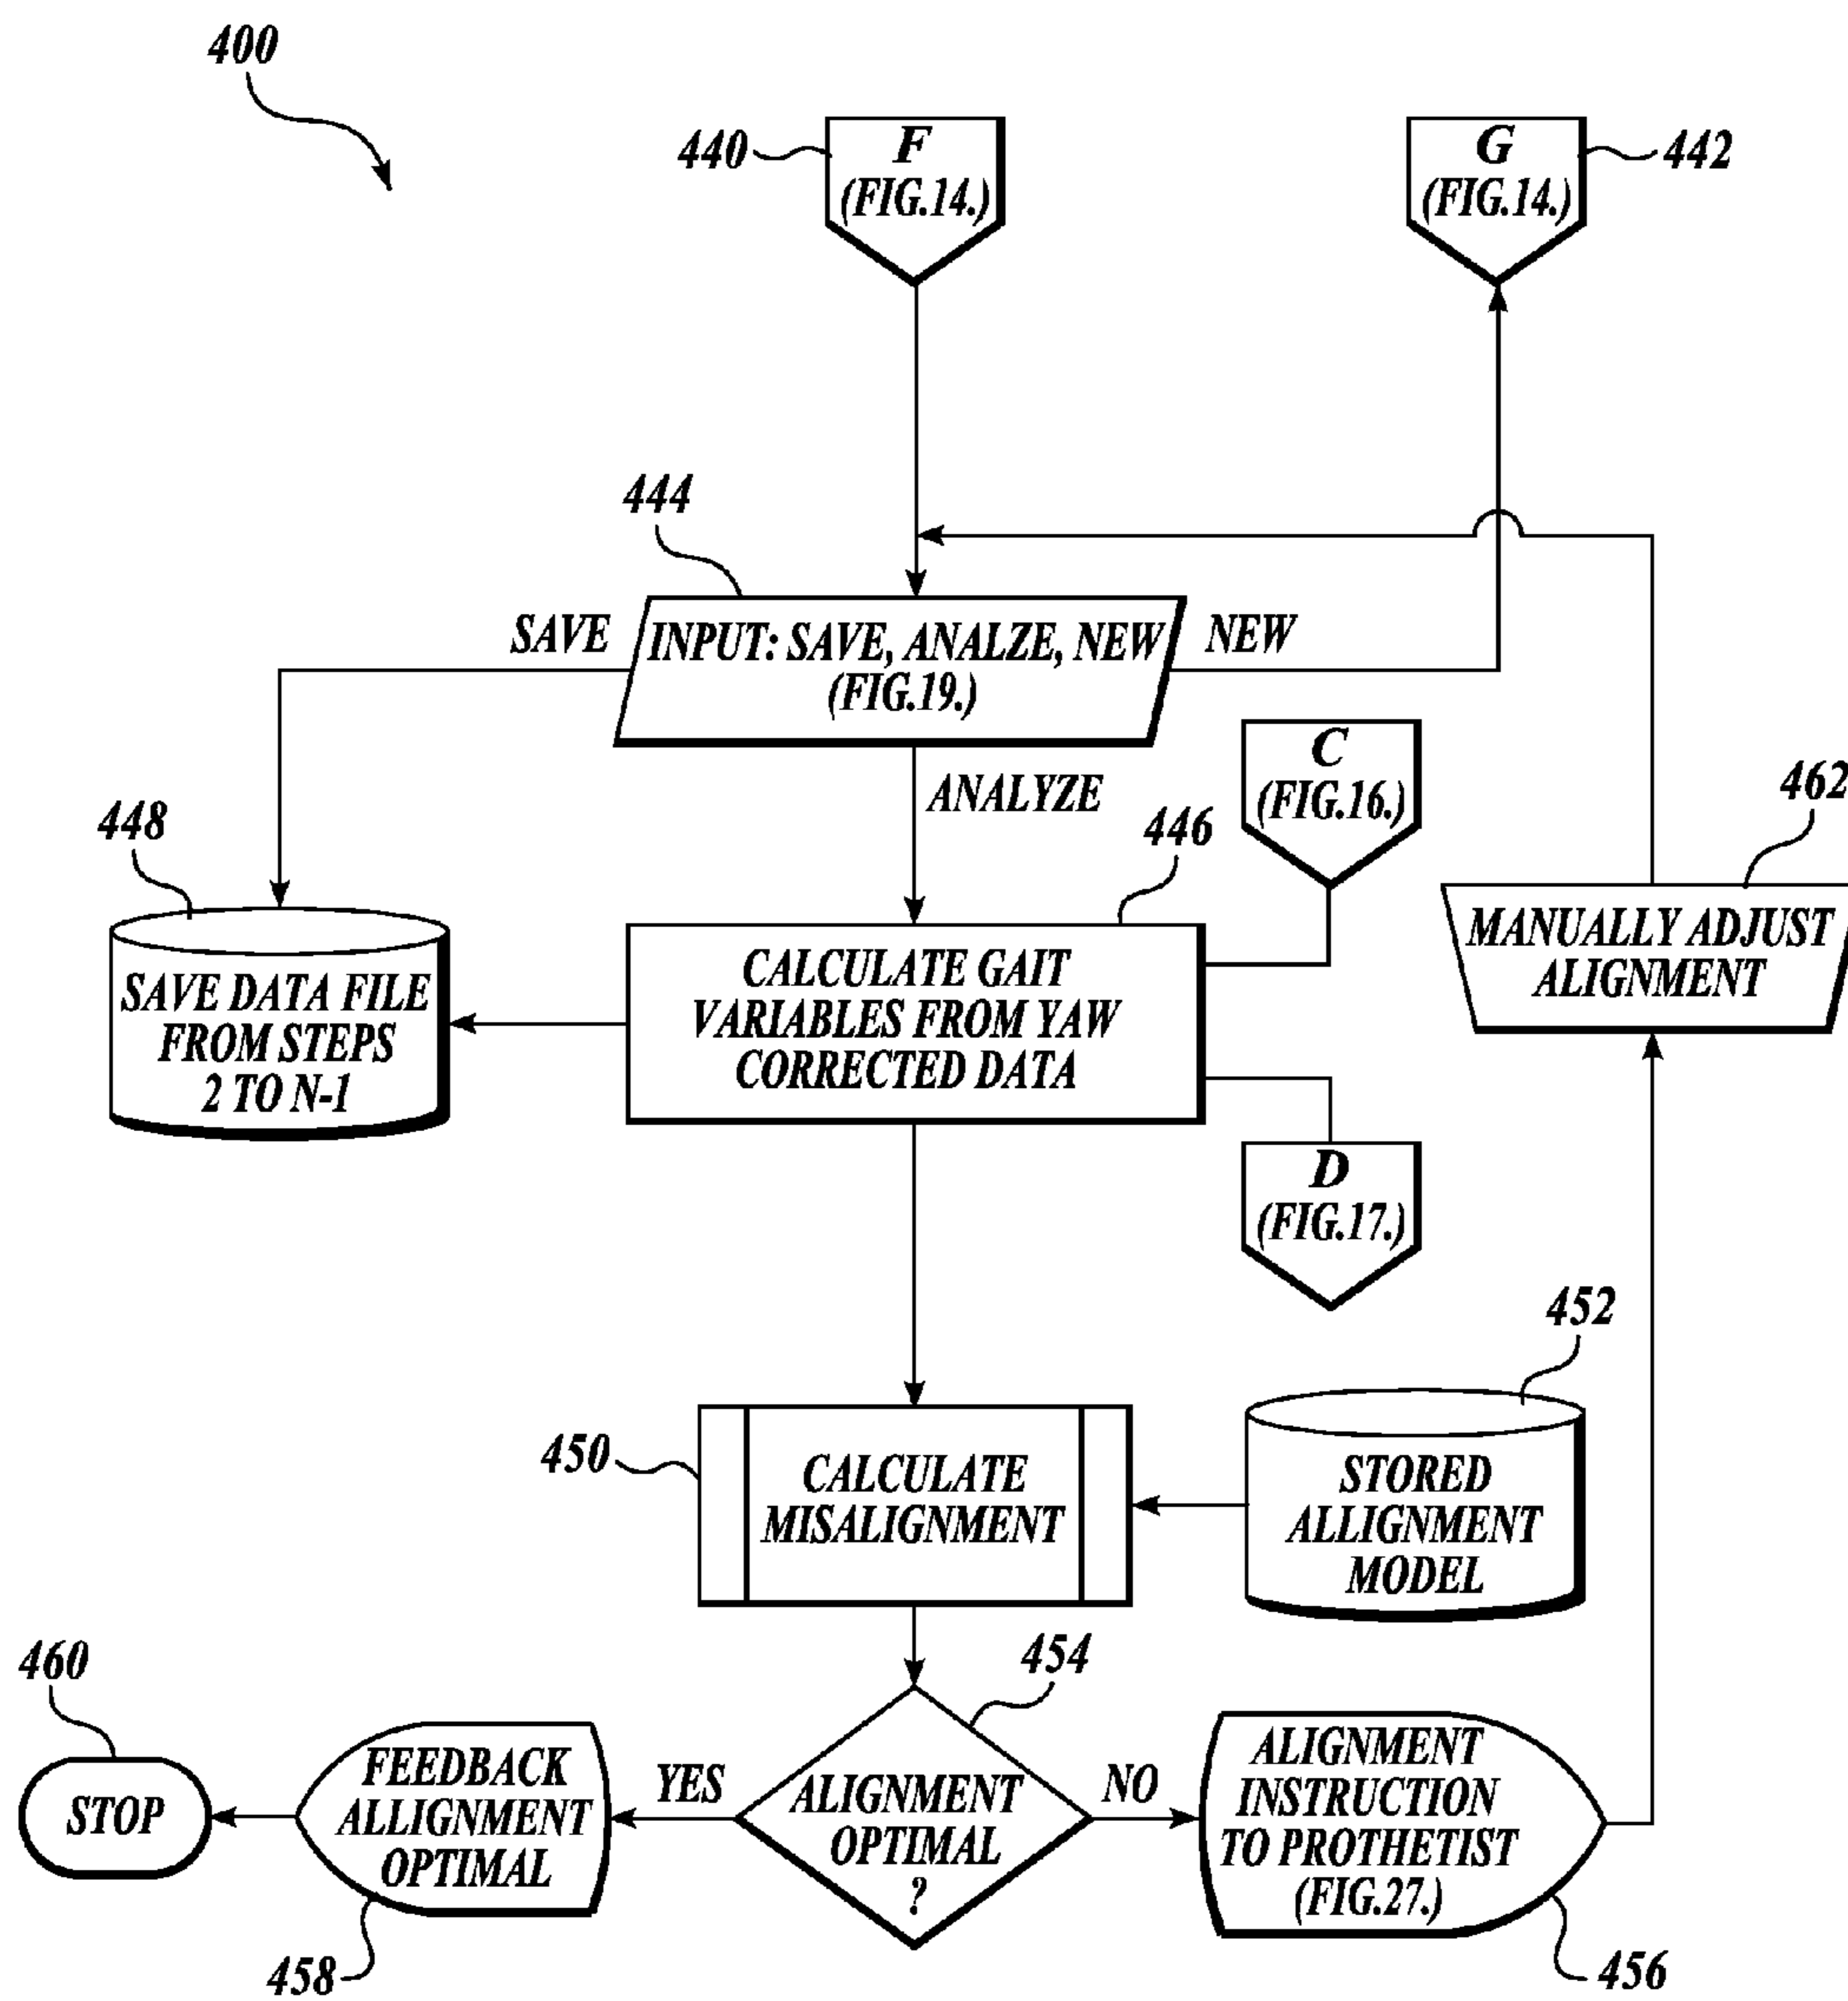 400
440
F
(FIG.14.)
G
(FIG.14.)
442
444
SAVE
INPUT: SAVE, ANALZE, NEW
(FIG.19.)
NEW
ANALYZE
C
(FIG.16.)
448
446
462
SAVE DATA FILE
FROM STEPS
2 TO N-1
CALCULATE GAIT
VARIABLES FROM YAW
CORRECTED DATA
MANUALLY ADJUST
ALIGNMENT
D
(FIG.17.)
452
450
CALCULATE
MISALIGNMENT
STORED
ALLIGNMENT
MODEL
460
454
STOP
FEEDBACK
ALLIGNMENT
OPTIMAL
YES
ALIGNMENT
OPTIMAL
?
NO
ALIGNMENT
INSTRUCTION
TO PROTHETIST
(FIG.27.)
458
456